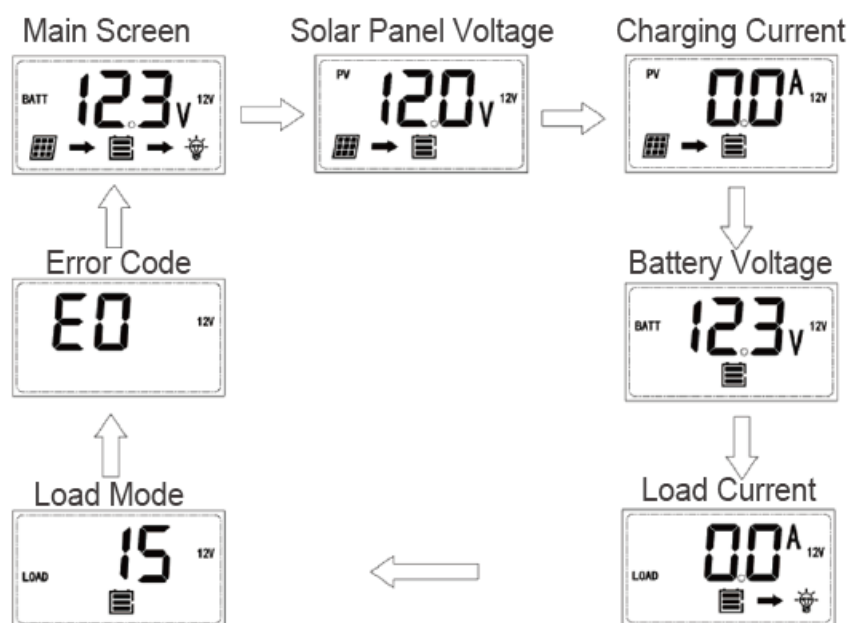 Main Screen
BATT 12.3V 12V
Solar Panel Voltage
PV 12.0V 12V
Charging Current
PV 0.0A 12V
Error Code
E0 12V
Battery Voltage
BATT 12.3V 12V
Load Mode
LOAD 15 12V
Load Current
LOAD 0.0A 12V